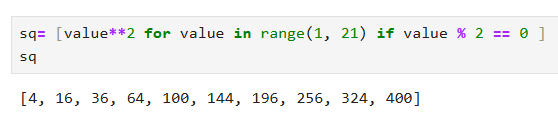 sq= [value**2 for value in range(1, 21) if value % 2 == 0 ]
sq
[4, 16, 36, 64, 100, 144, 196, 256, 324, 400]